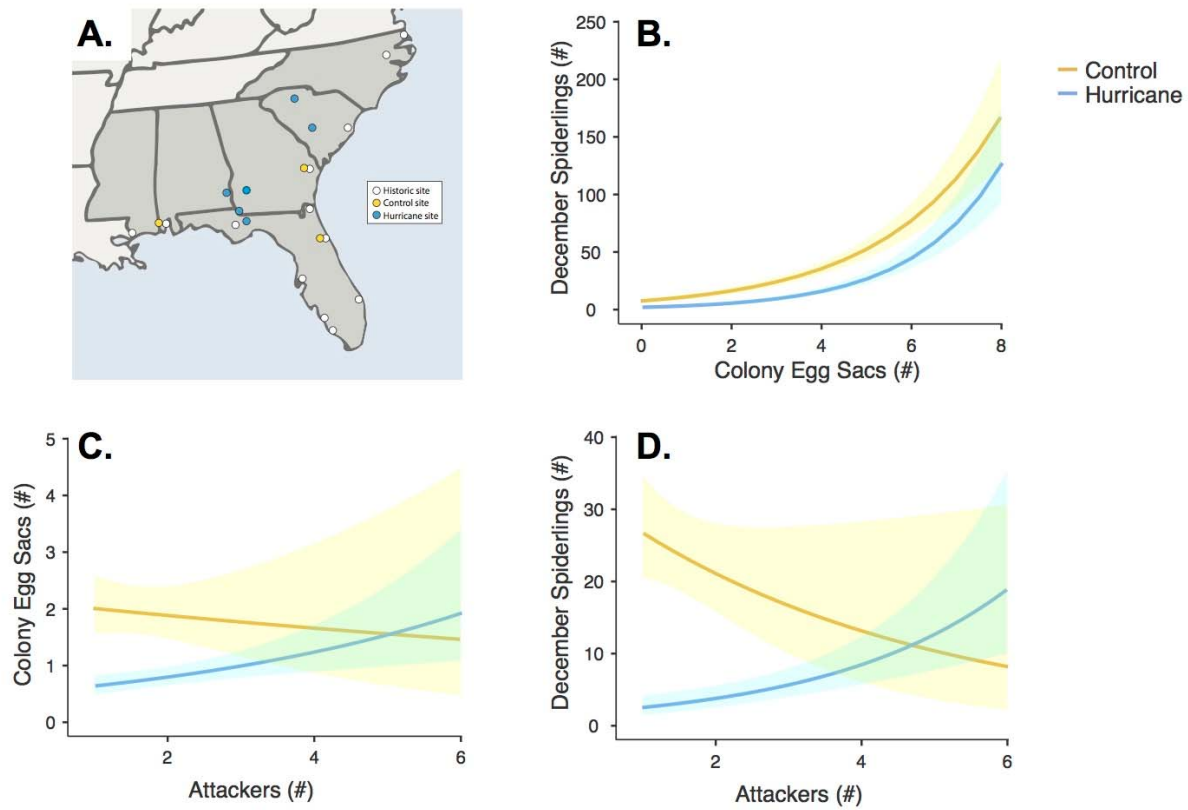 A.
Historic site
Control site
Hurricane site
B.
December Spiderlings (#)
250
200
150
100
50
0
0 2 4 6 8
Colony Egg Sacs (#)
Control
Hurricane
C.
Colony Egg Sacs (#)
5
4
3
2
1
0
2 4 6
Attackers (#)
D.
December Spiderlings (#)
40
30
20
10
0
2 4 6
Attackers (#)